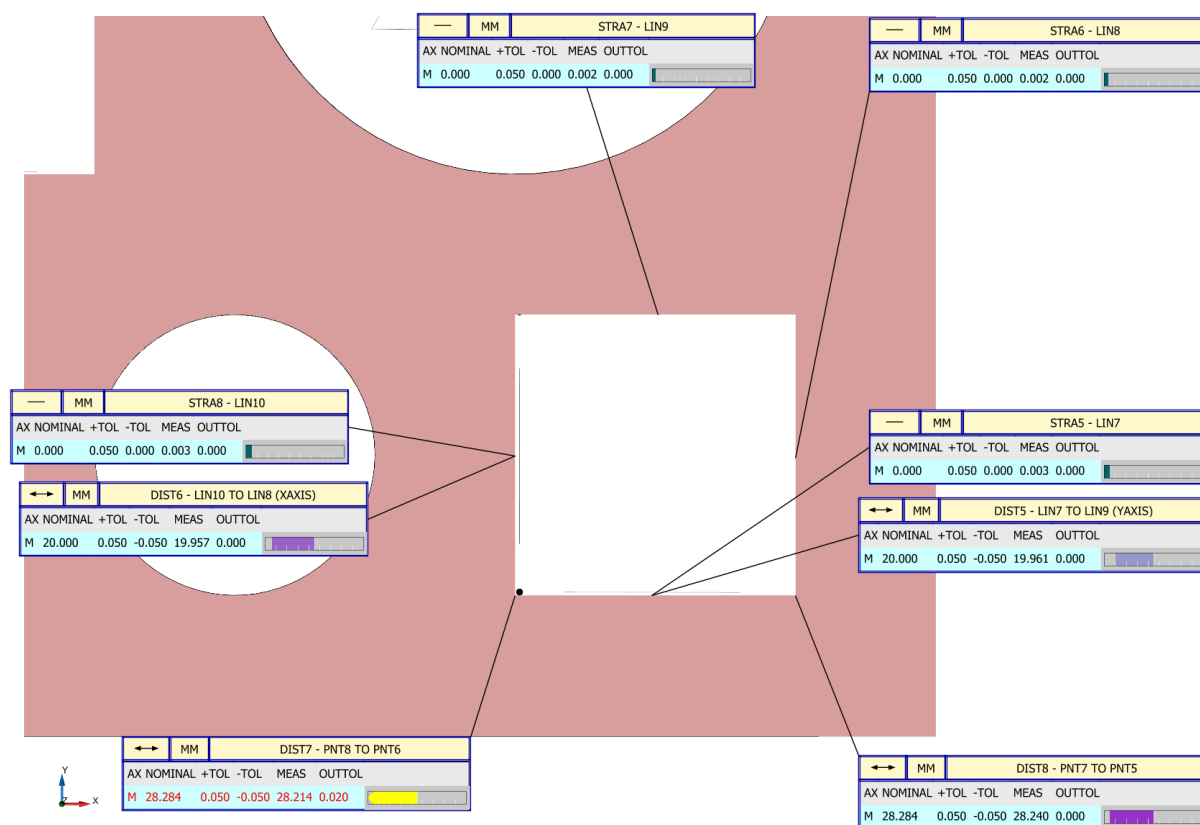 MM STRA7 - LIN9
AX NOMINAL +TOL -TOL MEAS OUTTOL
M 0.000 0.050 0.000 0.002 0.000
MM STRA6 - LIN8
AX NOMINAL +TOL -TOL MEAS OUTTOL
M 0.000 0.050 0.000 0.002 0.000
MM STRA8 - LIN10
AX NOMINAL +TOL -TOL MEAS OUTTOL
M 0.000 0.050 0.000 0.003 0.000
MM DIST6 - LIN10 TO LIN8 (XAXIS)
AX NOMINAL +TOL -TOL MEAS OUTTOL
M 20.000 0.050 -0.050 19.957 0.000
MM STRA5 - LIN7
AX NOMINAL +TOL -TOL MEAS OUTTOL
M 0.000 0.050 0.000 0.003 0.000
MM DIST5 - LIN7 TO LIN9 (YAXIS)
AX NOMINAL +TOL -TOL MEAS OUTTOL
M 20.000 0.050 -0.050 19.961 0.000
MM DIST7 - PNT8 TO PNT6
AX NOMINAL +TOL -TOL MEAS OUTTOL
M 28.284 0.050 -0.050 28.214 0.020
MM DIST8 - PNT7 TO PNT5
AX NOMINAL +TOL -TOL MEAS OUTTOL
M 28.284 0.050 -0.050 28.240 0.000
Y
Z X